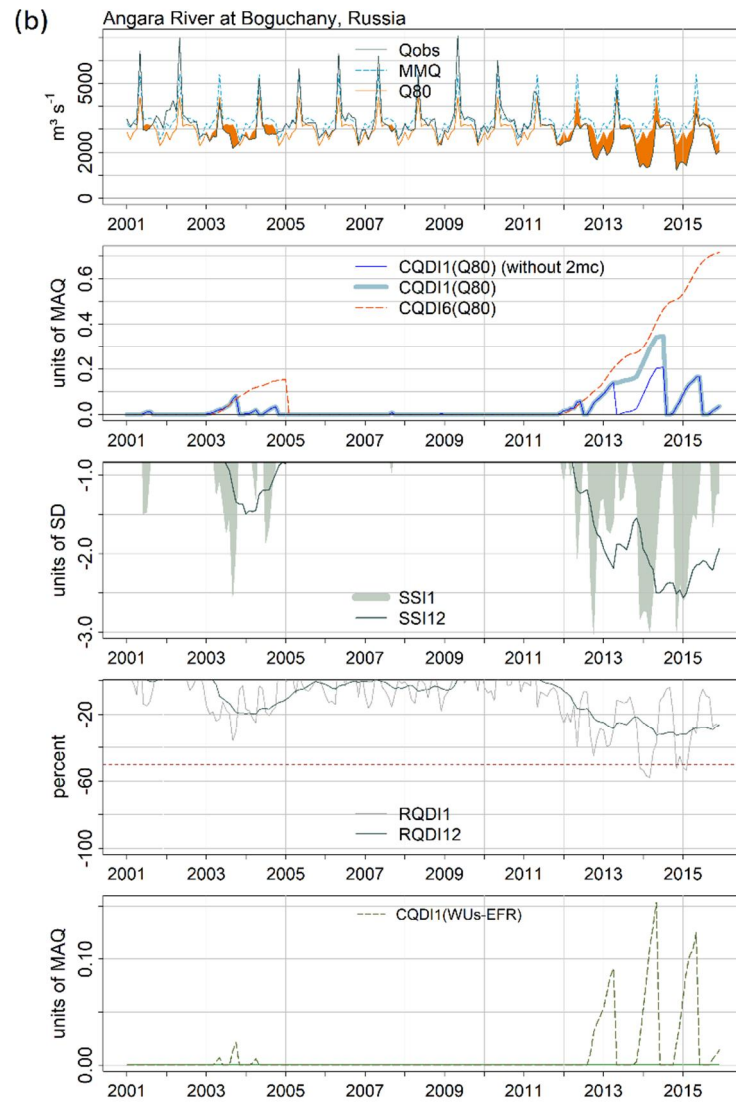 (b)
Angara River at Boguchany, Russia
Qobs
MMQ
Q80
m³ s⁻¹
5000
2000
0
2001 2003 2005 2007 2009 2011 2013 2015
CQDI1(Q80) (without 2mc)
CQDI1(Q80)
CQDI6(Q80)
units of MAQ
0.6
0.4
0.2
0.0
2001 2003 2005 2007 2009 2011 2013 2015
units of SD
-1.0
-2.0
-3.0
SSI1
SSI12
2001 2003 2005 2007 2009 2011 2013 2015
percent
-20
-60
-100
RQDI1
RQDI12
2001 2003 2005 2007 2009 2011 2013 2015
CQDI1(WUs-EFR)
units of MAQ
0.10
0.00
2001 2003 2005 2007 2009 2011 2013 2015